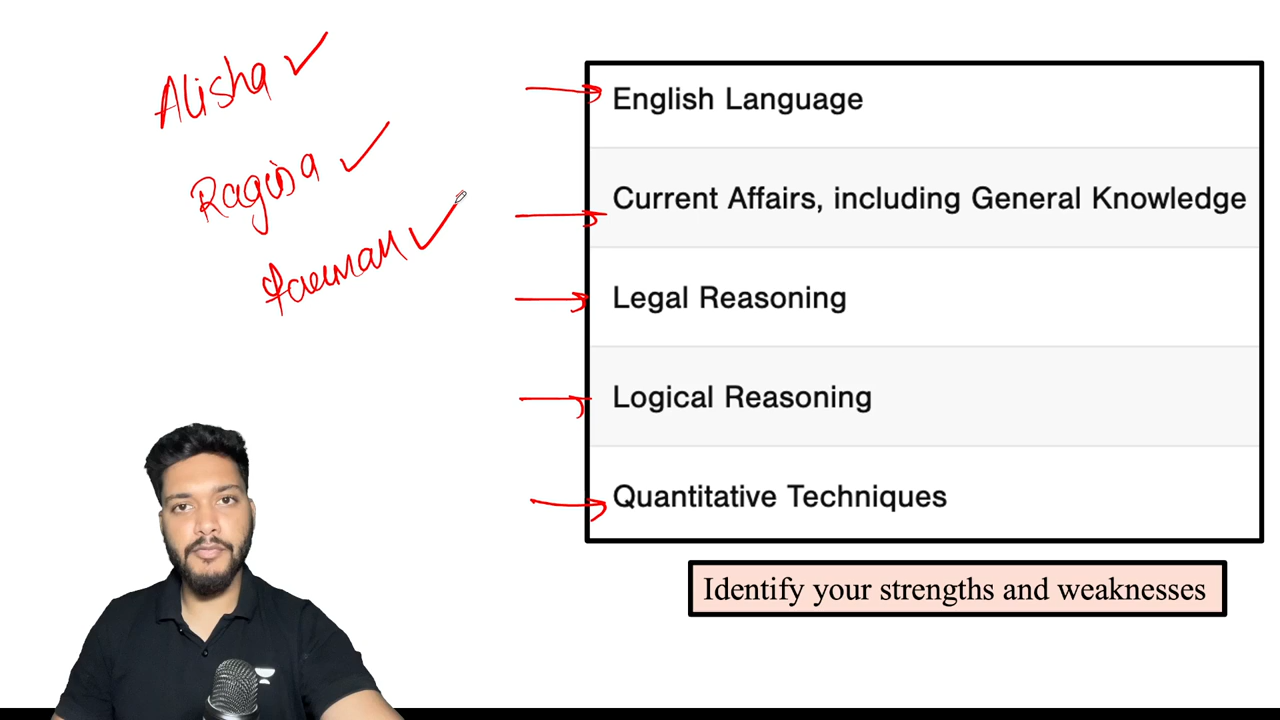 Alisha
English Language
Current Affairs, including General Knowledge
Legal Reasoning
Logical Reasoning
Quantitative Techniques
Identify your strengths and weaknesses